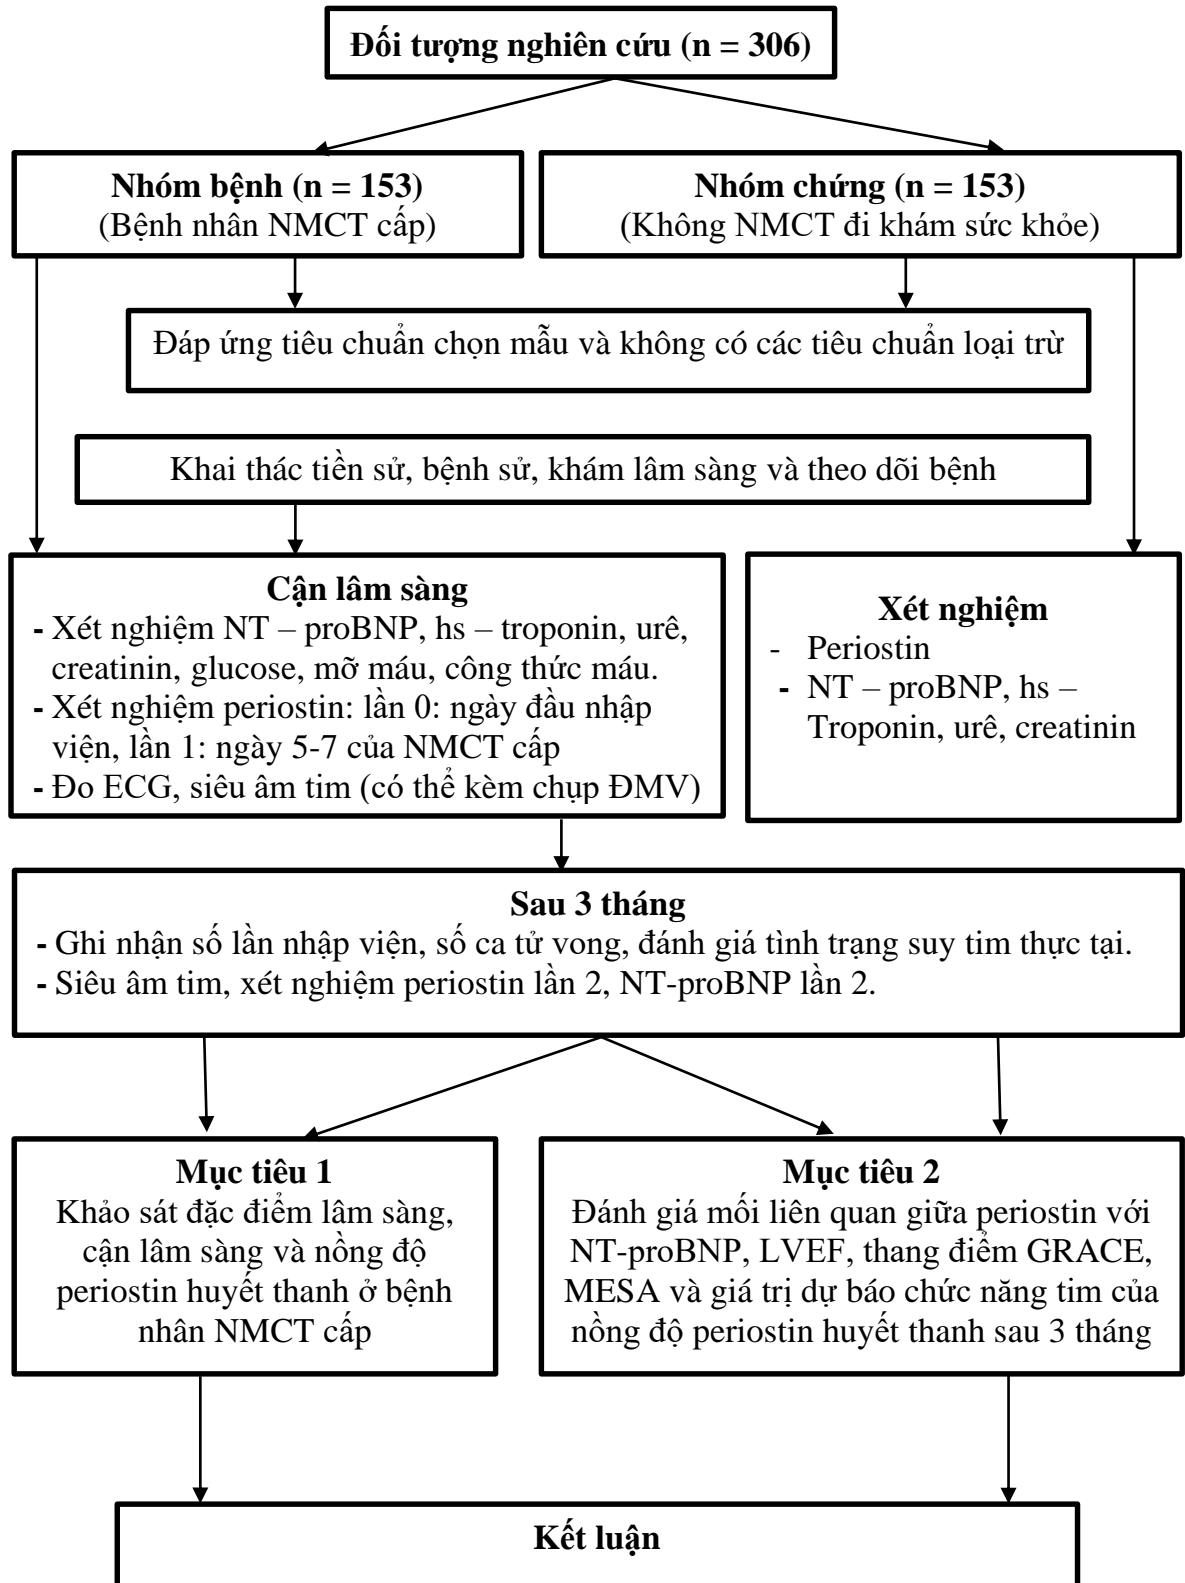 Đối tượng nghiên cứu (n = 306)
Nhóm bệnh (n = 153)
(Bệnh nhân NMCT cấp)
Nhóm chứng (n = 153)
(Không NMCT đi khám sức khỏe)
Đáp ứng tiêu chuẩn chọn mẫu và không có các tiêu chuẩn loại trừ
Khai thác tiền sử, bệnh sử, khám lâm sàng và theo dõi bệnh
Cận lâm sàng
- Xét nghiệm NT – proBNP, hs – troponin, urê,
creatinin, glucose, mỡ máu, công thức máu.
- Xét nghiệm periostin: lần 0: ngày đầu nhập
viện, lần 1: ngày 5-7 của NMCT cấp
- Đo ECG, siêu âm tim (có thể kèm chụp ĐMV)
Xét nghiệm
- Periostin
- NT – proBNP, hs –
Troponin, urê, creatinin
Sau 3 tháng
- Ghi nhận số lần nhập viện, số ca tử vong, đánh giá tình trạng suy tim thực tại.
- Siêu âm tim, xét nghiệm periostin lần 2, NT-proBNP lần 2.
Mục tiêu 1
Khảo sát đặc điểm lâm sàng,
cận lâm sàng và nồng độ
periostin huyết thanh ở bệnh
nhân NMCT cấp
Mục tiêu 2
Đánh giá mối liên quan giữa periostin với
NT-proBNP, LVEF, thang điểm GRACE,
MESA và giá trị dự báo chức năng tim của
nồng độ periostin huyết thanh sau 3 tháng
Kết luận